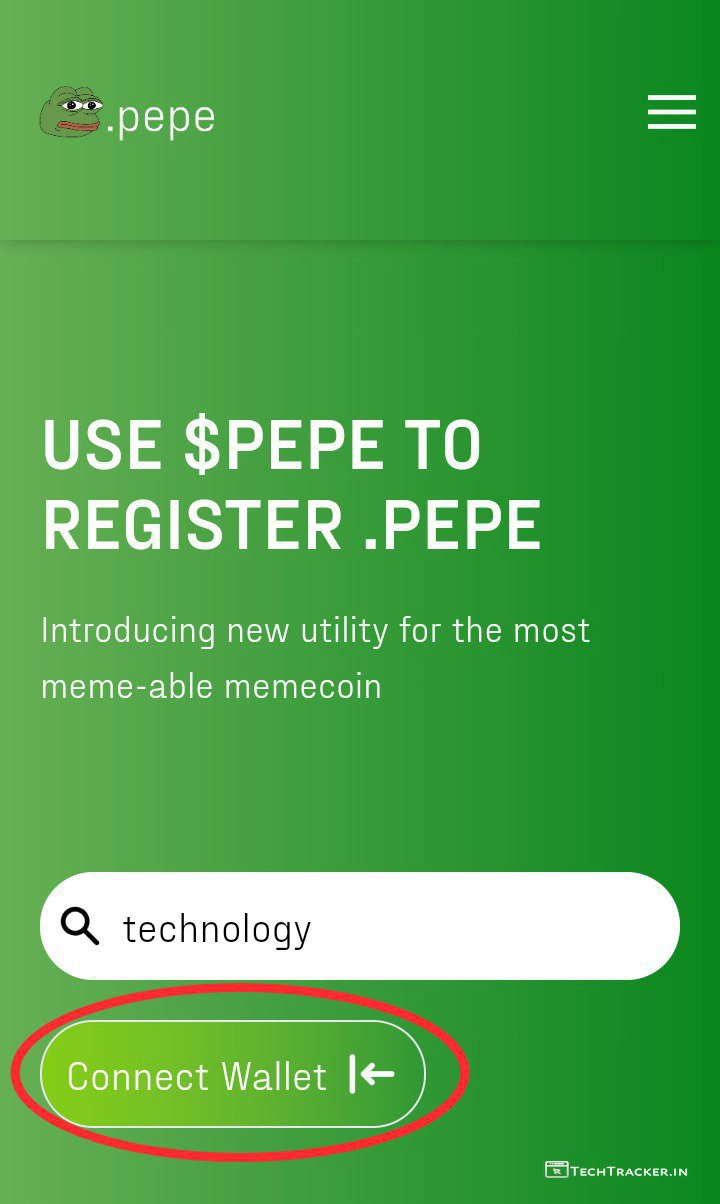 .pepe
USE $PEPE TO
REGISTER .PEPE
Introducing new utility for the most
meme-able memecoin
technology
Connect Wallet
TECHTRACKER.IN